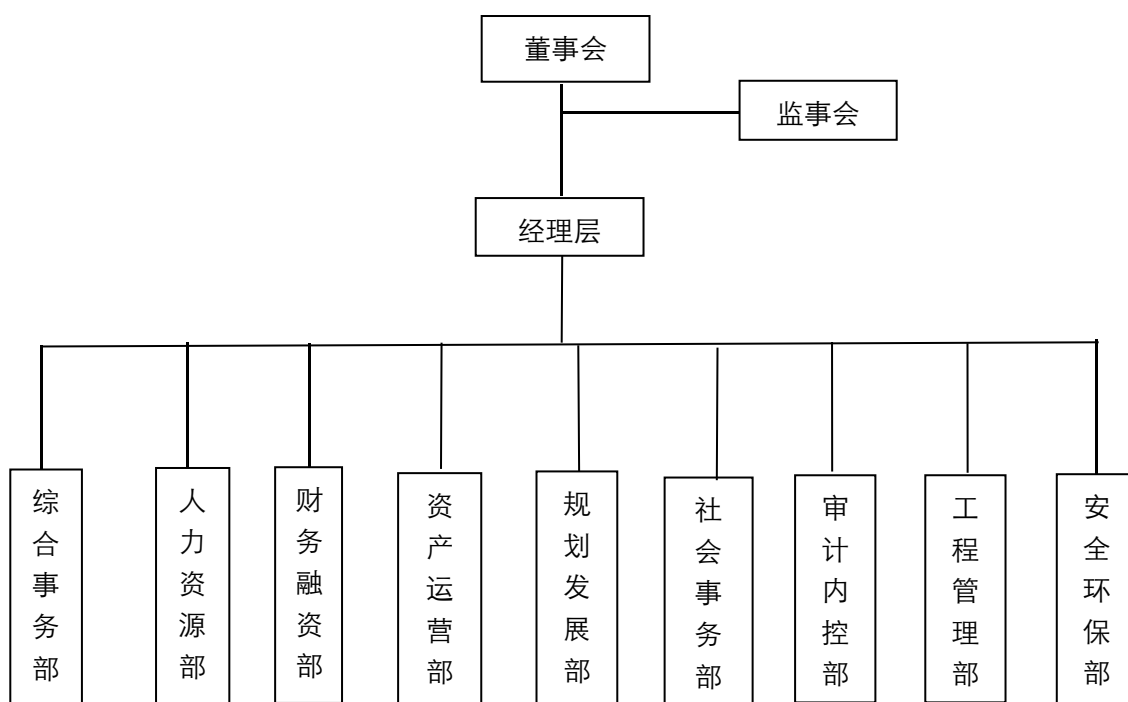 董事会
监事会
经理层
综合事务部
人力资源部
财务融资部
资产运营部
规划发展部
社会事务部
审计内控部
工程管理部
安全环保部